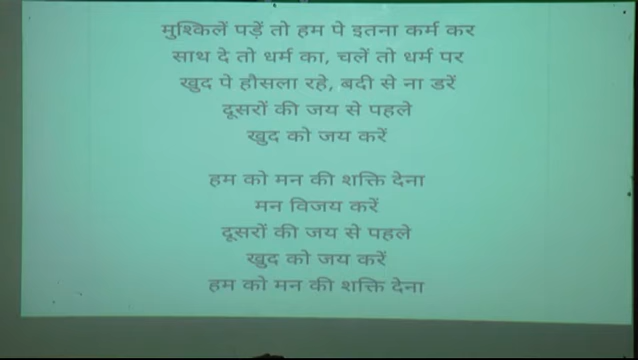 मुश्किलें पड़ें तो हम पे इतना कर्म कर
साथ दे तो धर्म का, चलें तो धर्म पर
खुद पे हौसला रहे, बदी से ना डरें
दूसरों की जय से पहले
खुद को जय करें
हम को मन की शक्ति देना
मन विजय करें
दूसरों की जय से पहले
खुद को जय करें
हम को मन की शक्ति देना